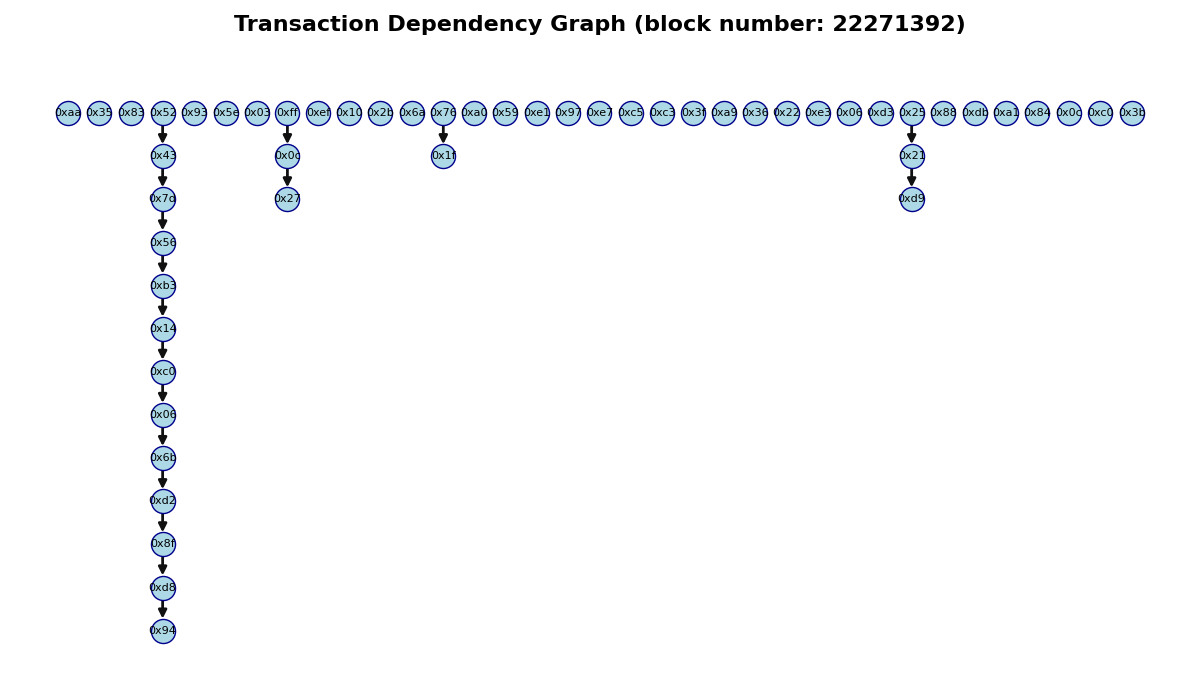 Transaction Dependency Graph (block number: 22271392)
0xaa 0x35 0x83 0x52 0x93 0x5e 0x03 0xff 0xef 0x10 0x2b 0x6a 0x76 0xa0 0x59 0xe1 0x97 0xe7 0xc5 0xc3 0x3f 0xa9 0x36 0x22 0xe3 0x06 0xd3 0x25 0x88 0xdb 0xa1 0x84 0x0c 0xc0 0x3b
0x43 0x0c 0x1f 0x21
0x7d 0x27 0xd9
0x56
0xb3
0x14
0xc0
0x06
0x6b
0xd2
0x8f
0xd8
0x94